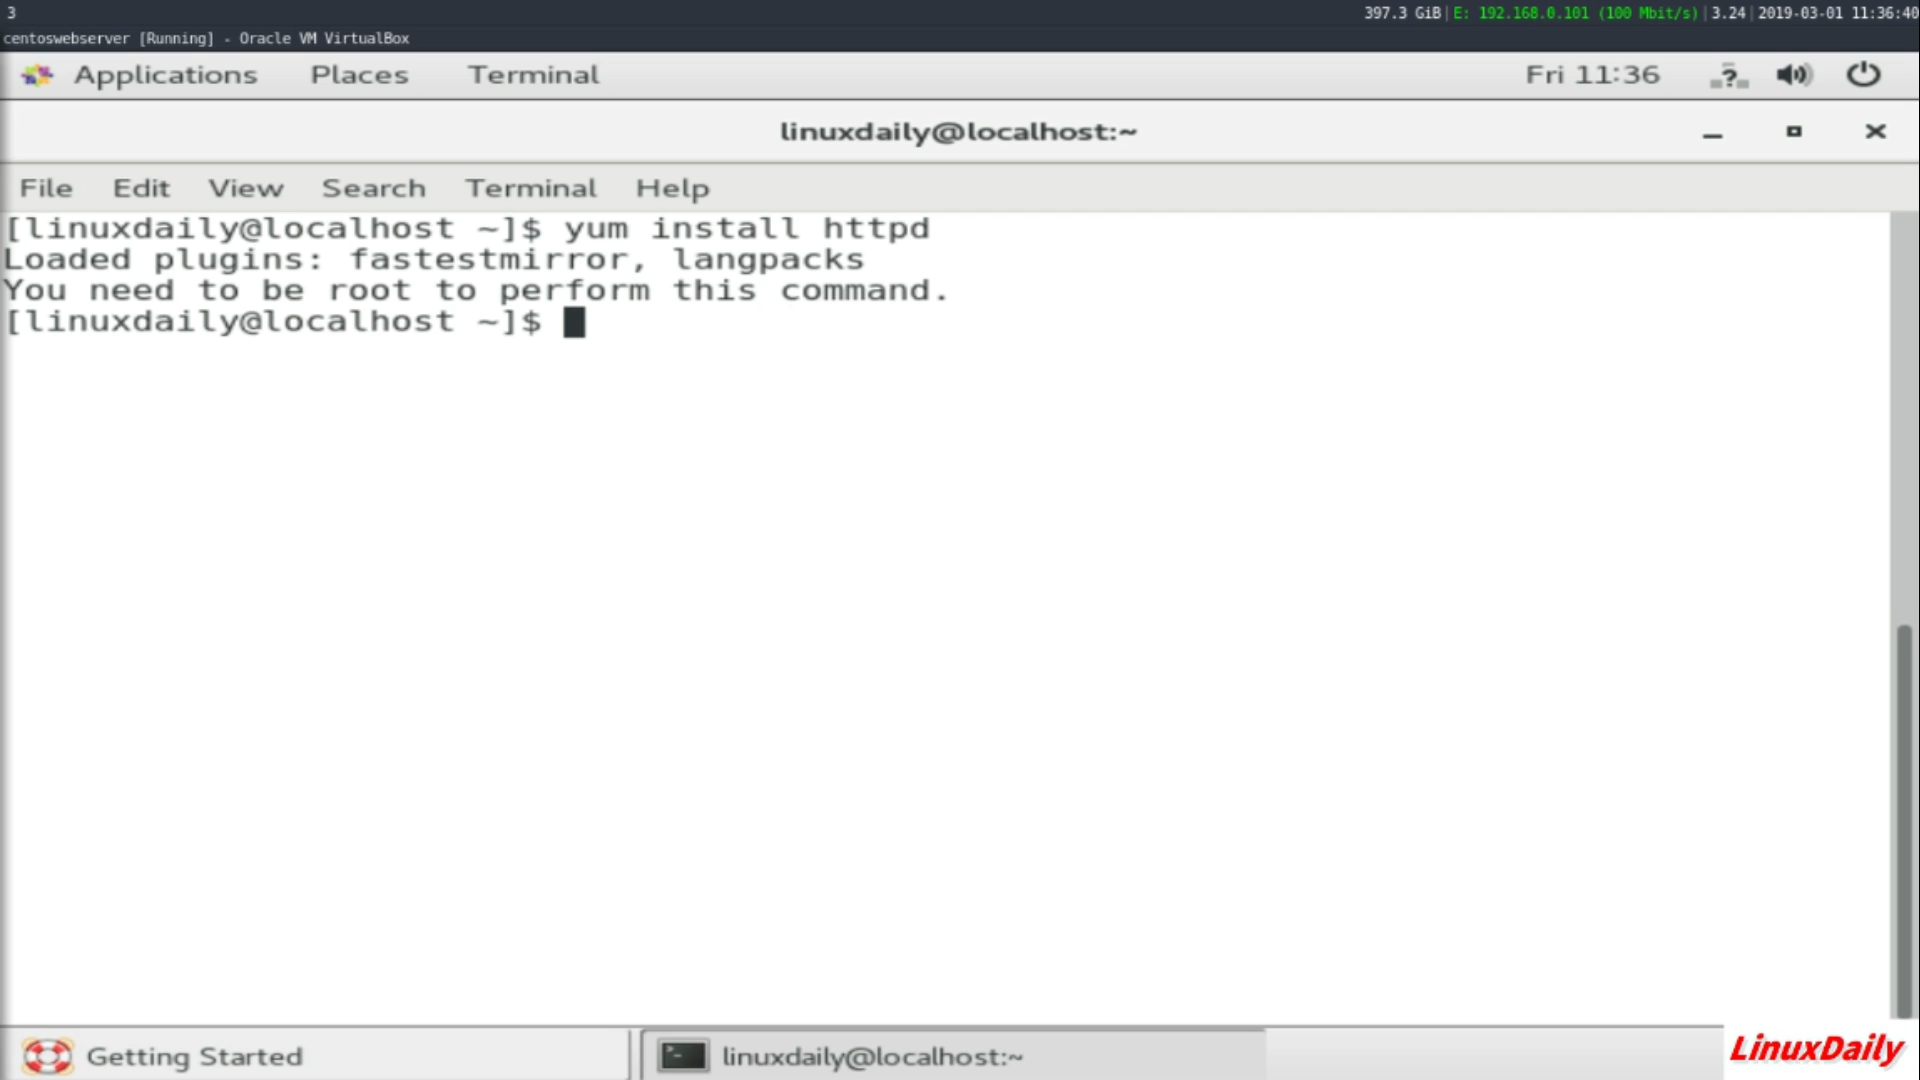 3
397.3 GiB|E: 192.168.0.101 (100 Mbit/s)|3.24|2019-03-01 11:36:40
centoswebserver [Running] - Oracle VM VirtualBox
Applications Places Terminal Fri 11:36 ?
linuxdaily@localhost:~
File Edit View Search Terminal Help
[linuxdaily@localhost ~]$ yum install httpd
Loaded plugins: fastestmirror, langpacks
You need to be root to perform this command.
[linuxdaily@localhost ~]$
Getting Started
linuxdaily@localhost:~
LinuxDaily